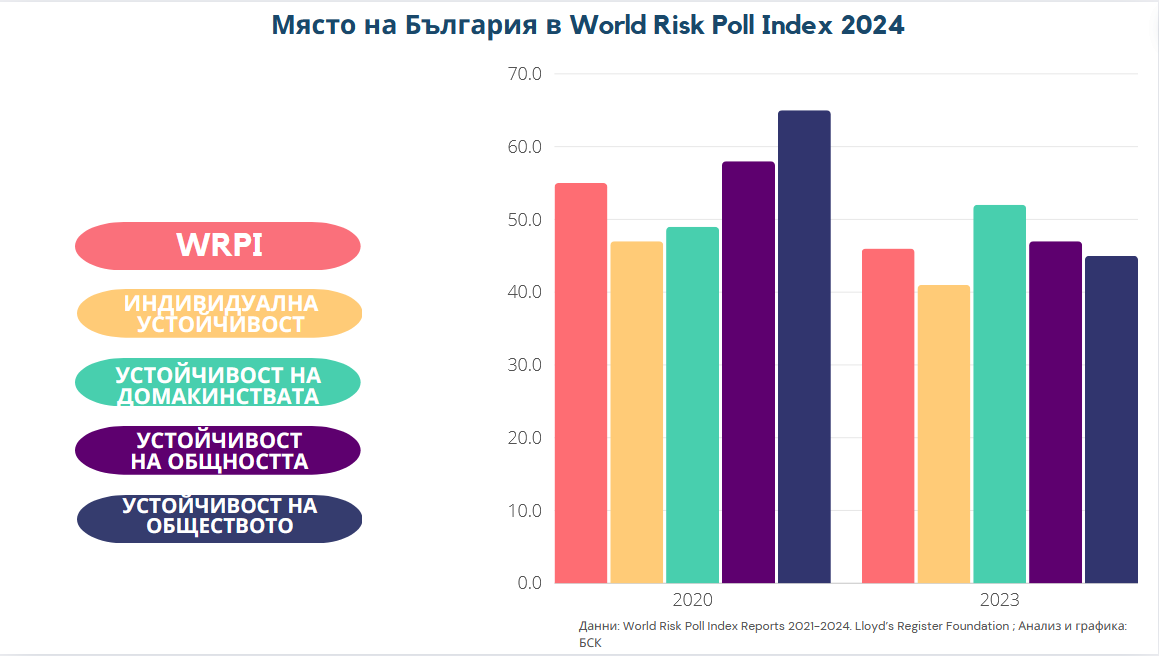 Място на България в World Risk Poll Index 2024
WRPI
ИНДИВИДУАЛНА
УСТОЙЧИВОСТ
УСТОЙЧИВОСТ НА
ДОМАКИНСТВАТА
УСТОЙЧИВОСТ
НА ОБЩНОСТТА
УСТОЙЧИВОСТ НА
ОБЩЕСТВОТО
70.0
60.0
50.0
40.0
30.0
20.0
10.0
0.0
2020
2023
Данни: World Risk Poll Index Reports 2021-2024. Lloyd's Register Foundation ; Анализ и графика:
БСК